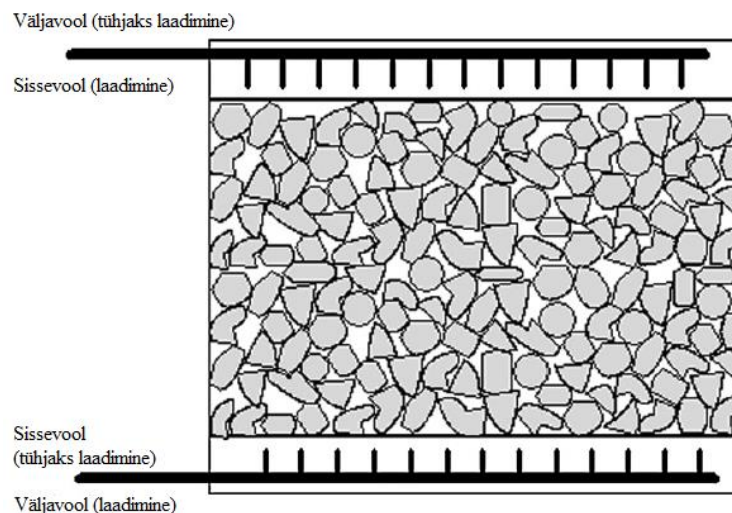 Väljavool (tühjaks laadimine)
Sissevool (laadimine)
Sissevool
(tühjaks laadimine)
Väljavool (laadimine)